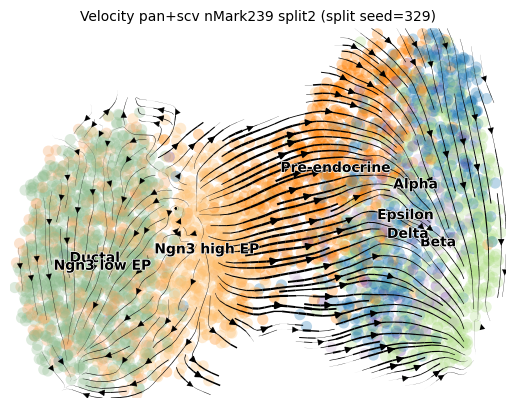 Velocity pan+scv nMark239 split2 (split seed=329)
Pre-endocrine
Alpha
Epsilon
Delta
Beta
Ngn3 high EP
Ductal
Ngn3 low EP